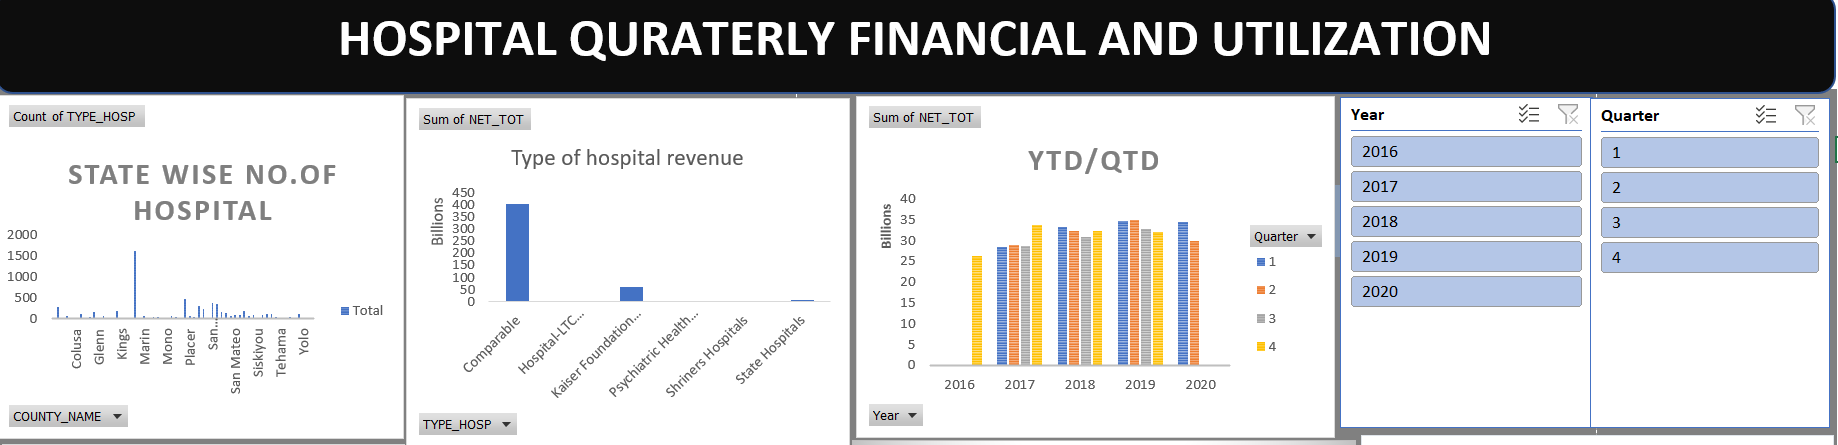 HOSPITAL QURATERLY FINANCIAL AND UTILIZATION
Count of TYPE_HOSP
STATE WISE NO.OF
HOSPITAL
2000
1500
1000
500
0
Total
Colusa
Glenn
Kings
Marin
Mono
Placer
San...
San Mateo
Siskiyou
Tehama
Yolo
COUNTY_NAME
Sum of NET_TOT
Type of hospital revenue
Billions
450
400
350
300
250
200
150
100
50
0
Comparable
Hospital-LTC...
Kaiser Foundation...
Psychiatric Health...
Shriners Hospitals
State Hospitals
TYPE_HOSP
Sum of NET_TOT
YTD/QTD
Billions
40
35
30
25
20
15
10
5
0
2016
2017
2018
2019
2020
Quarter
1
2
3
4
Year
Year
2016
2017
2018
2019
2020
Quarter
1
2
3
4